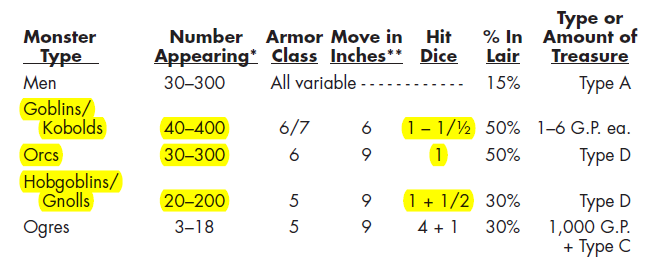 Type or
Monster Number Armor Move in Hit % In Amount of
Type Appearing* Class Inches** Dice Lair Treasure
Men 30–300 All variable - - - - - - - - - - - - 15% Type A
Goblins/
Kobolds 40–400 6/7 6 1 – 1/½ 50% 1–6 G.P. ea.
Orcs 30–300 6 9 1 50% Type D
Hobgoblins/
Gnolls 20–200 5 9 1 + 1/2 30% Type D
Ogres 3–18 5 9 4 + 1 30% 1,000 G.P.
+ Type C